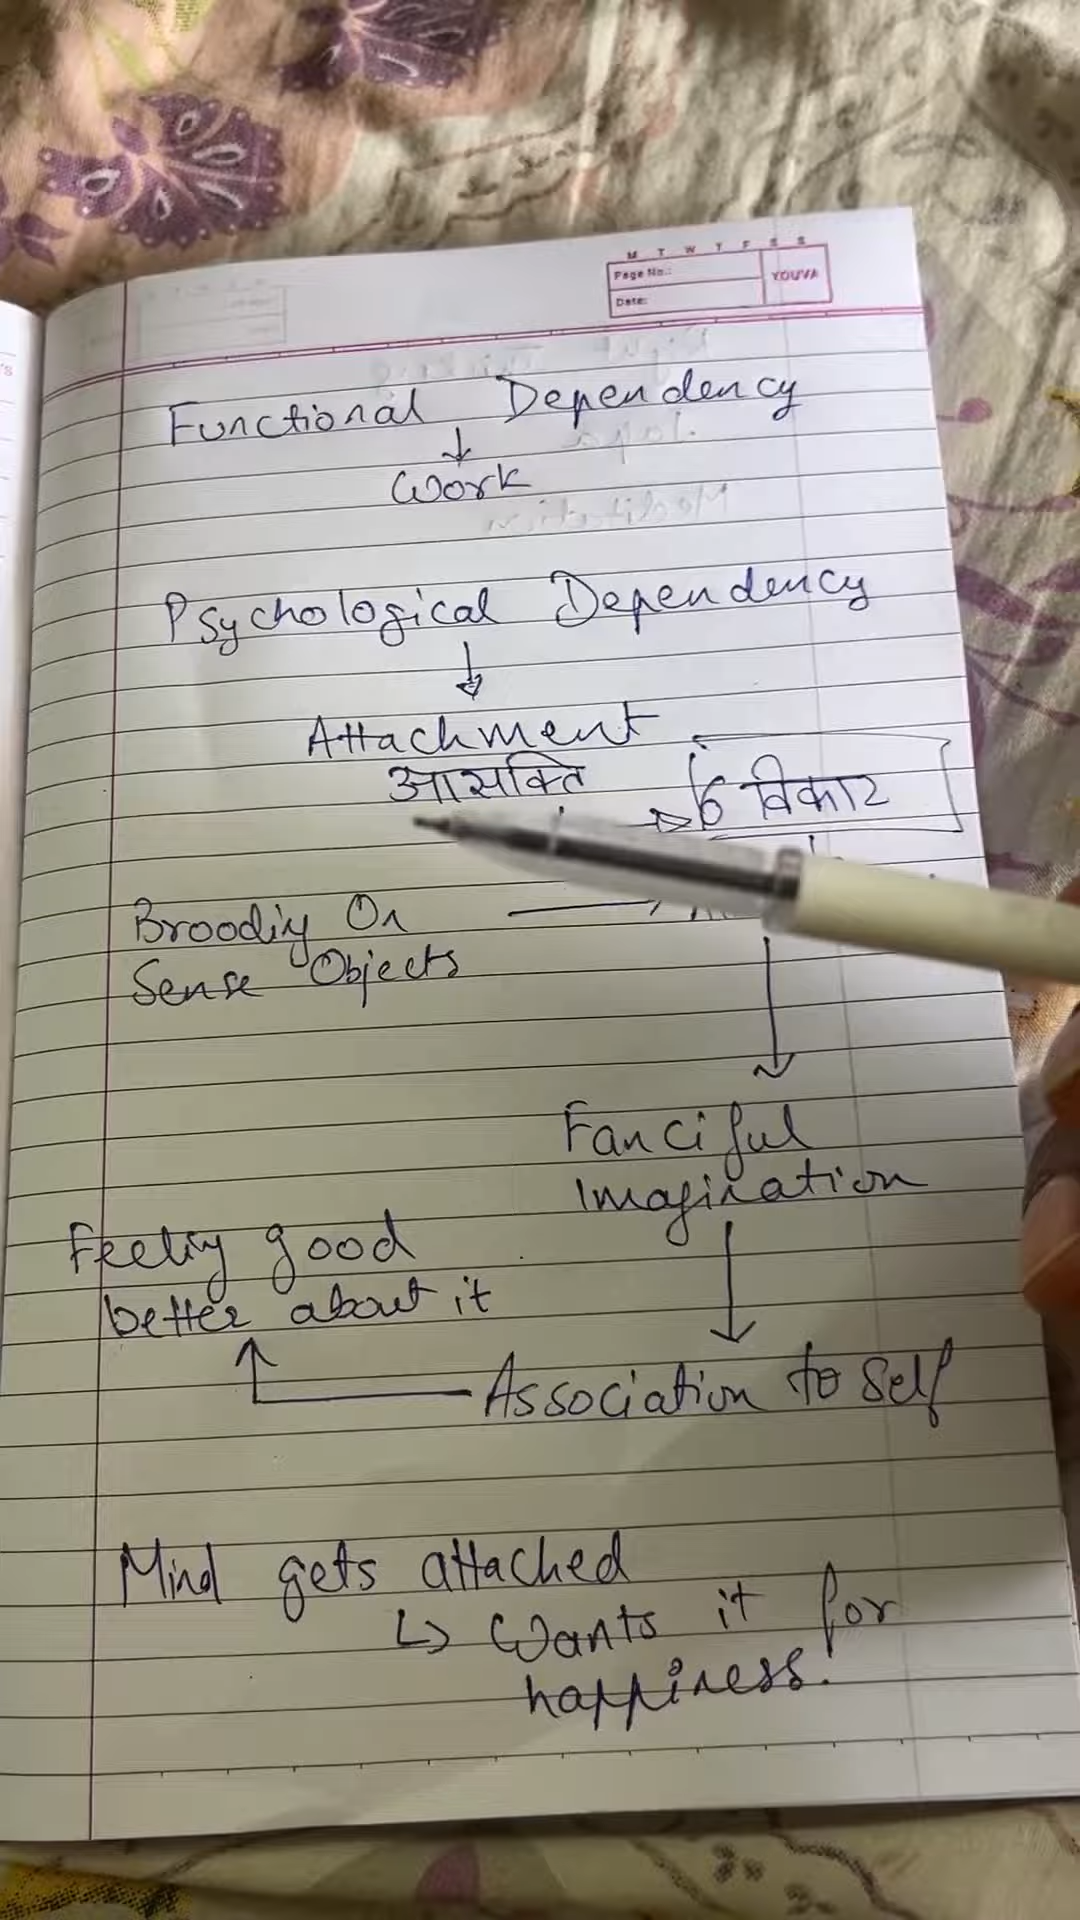 M T W T F S S
Page No.:
YOUVA
Date:
Functional Dependency
↓
Work
Psychological Dependency
↓
Attachment
आसक्ति
6 विकार
Brooding On
Sense Objects
Fanciful
Imagination
Feeling good
better about it
Association to Self
Mind gets attached
↳ Wants it for
happiness.